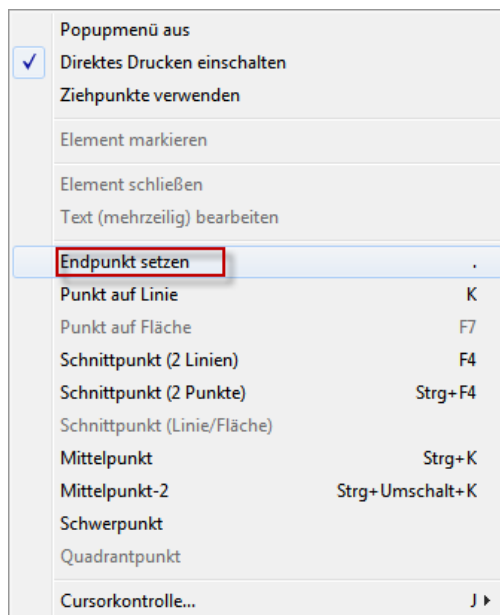 Popupmenü aus
Direktes Drucken einschalten
Ziehpunkte verwenden
Element markieren
Element schließen
Text (mehrzeilig) bearbeiten
Endpunkt setzen .
Punkt auf Linie K
Punkt auf Fläche F7
Schnittpunkt (2 Linien) F4
Schnittpunkt (2 Punkte) Strg+F4
Schnittpunkt (Linie/Fläche)
Mittelpunkt Strg+K
Mittelpunkt-2 Strg+Umschalt+K
Schwerpunkt
Quadrantpunkt
Cursorkontrolle... J